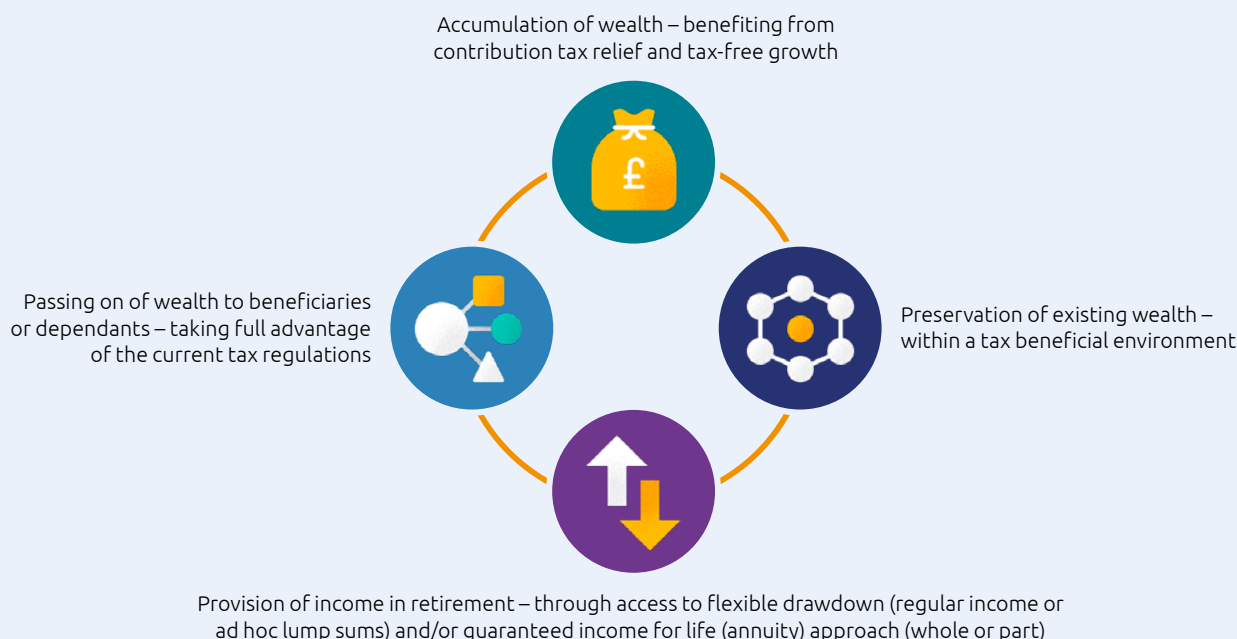 Accumulation of wealth – benefiting from
contribution tax relief and tax-free growth
£
Preservation of existing wealth –
within a tax beneficial environment
Provision of income in retirement – through access to flexible drawdown (regular income or
ad hoc lump sums) and/or guaranteed income for life (annuity) approach (whole or part)
Passing on of wealth to beneficiaries
or dependants – taking full advantage
of the current tax regulations